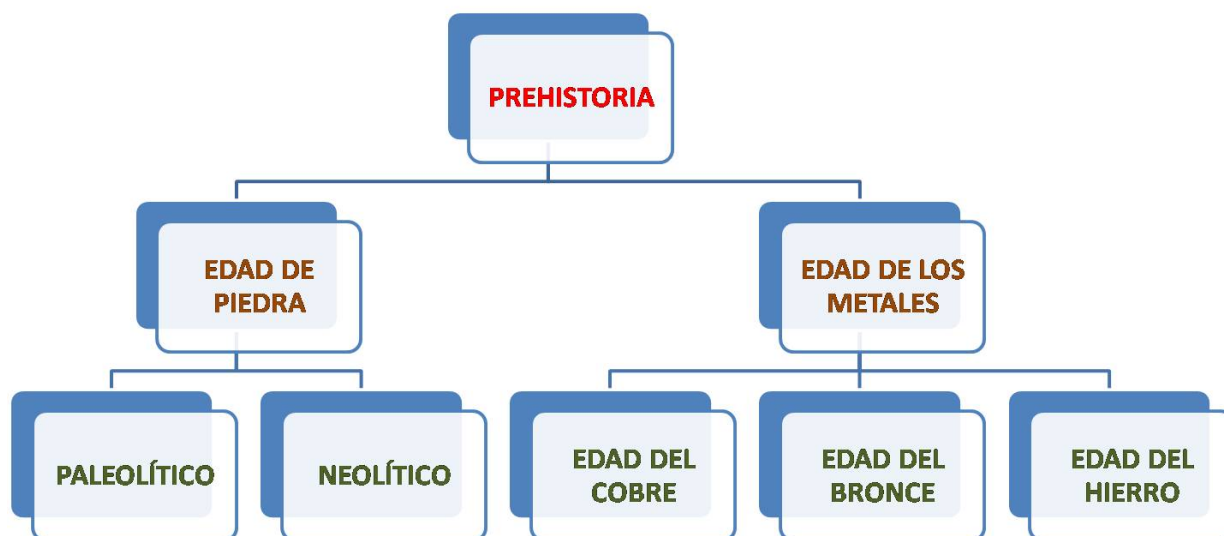 PREHISTORIA
EDAD DE
PIEDRA
EDAD DE LOS
METALES
PALEOLÍTICO
NEOLÍTICO
EDAD DEL
COBRE
EDAD DEL
BRONCE
EDAD DEL
HIERRO